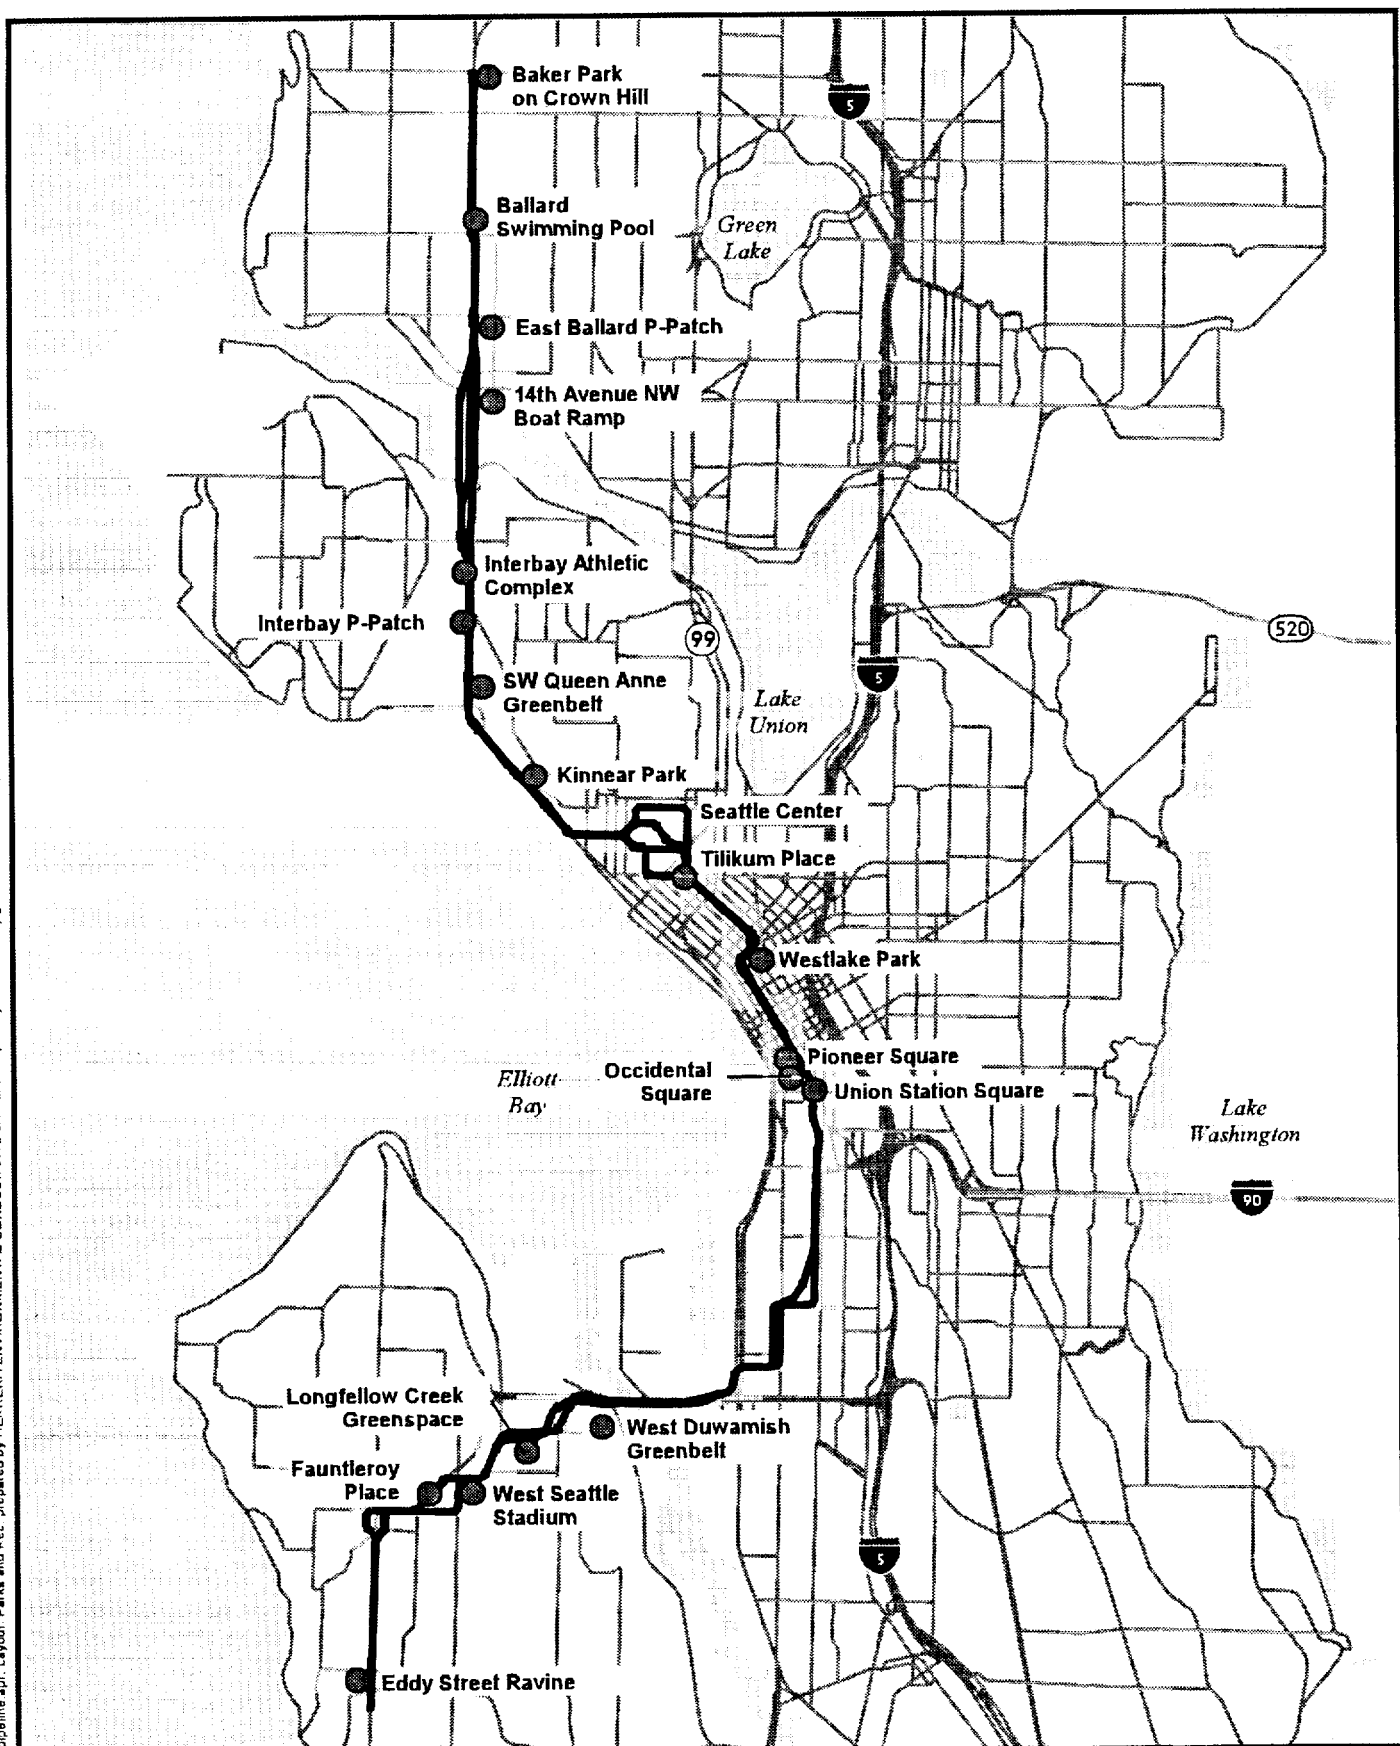 Baker Park
on Crown Hill
5
Ballard
Swimming Pool
Green
Lake
East Ballard P-Patch
14th Avenue NW
Boat Ramp
Interbay Athletic
Complex
Interbay P-Patch
99
520
5
SW Queen Anne
Greenbelt
Lake
Union
Kinnear Park
Seattle Center
Tilikum Place
Westlake Park
Pioneer Square
Occidental
Square
Union Station Square
Elliott
Bay
Lake
Washington
90
Longfellow Creek
Greenspace
West Duwamish
Greenbelt
Fauntleroy
Place
West Seattle
Stadium
5
Eddy Street Ravine